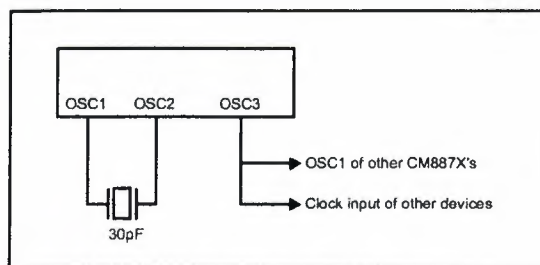 OSC1 OSC2 OSC3
OSC1 of other CM887X's
Clock input of other devices
30pF